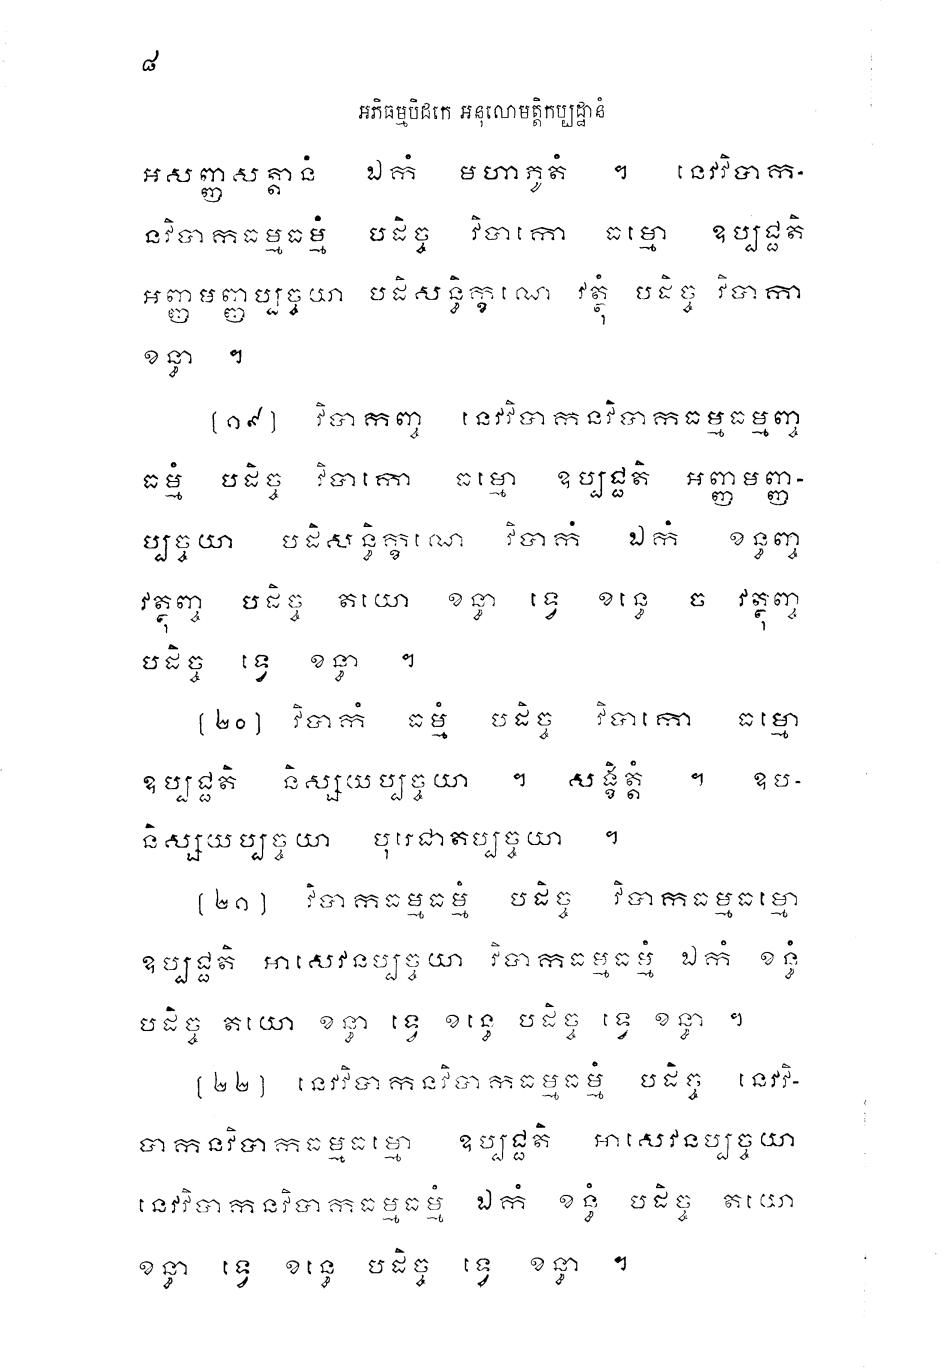 ៨
អភិធម្មបិដកេ អនុលោមត្តិកប្បដ្ឋានំ
អសញ្ញសត្តានំ ឯកំ មហាភូតំ ។ នេវវិបាក-
នវិបាកធម្មធម្មំ បដិច្ច វិបាកោ ធម្មោ ឧប្បជ្ជតិ
អញ្ញមញ្ញប្បច្ចយា បដិសន្ធិក្ខណេ វត្ថុំ បដិច្ច វិបាកា
ខន្ធា ។
(១៩) វិបាកញ្ច នេវវិបាកនវិបាកធម្មធម្មញ្ច
ធម្មំ បដិច្ច វិបាកោ ធម្មោ ឧប្បជ្ជតិ អញ្ញមញ្ញ-
ប្បច្ចយា បដិសន្ធិក្ខណេ វិបាកំ ឯកំ ខន្ធញ្ច
វត្ថុញ្ច បដិច្ច តយោ ខន្ធា ទ្វេ ខន្ធេ ច វត្ថុញ្ច
បដិច្ច ទ្វេ ខន្ធា ។
(២០) វិបាកំ ធម្មំ បដិច្ច វិបាកោ ធម្មោ
ឧប្បជ្ជតិ និស្សយប្បច្ចយា ។ សង្ខិត្តំ ។ ឧប-
និស្សយប្បច្ចយា បុរេជាតប្បច្ចយា ។
(២១) វិបាកធម្មធម្មំ បដិច្ច វិបាកធម្មធម្មោ
ឧប្បជ្ជតិ អាសេវនប្បច្ចយា វិបាកធម្មធម្មំ ឯកំ ខន្ធំ
បដិច្ច តយោ ខន្ធា ទ្វេ ខន្ធេ បដិច្ច ទ្វេ ខន្ធា ។
(២២) នេវវិបាកនវិបាកធម្មធម្មំ បដិច្ច នេវវិ-
បាកនវិបាកធម្មធម្មោ ឧប្បជ្ជតិ អាសេវនប្បច្ចយា
នេវវិបាកនវិបាកធម្មធម្មំ ឯកំ ខន្ធំ បដិច្ច តយោ
ខន្ធា ទ្វេ ខន្ធេ បដិច្ច ទ្វេ ខន្ធា ។